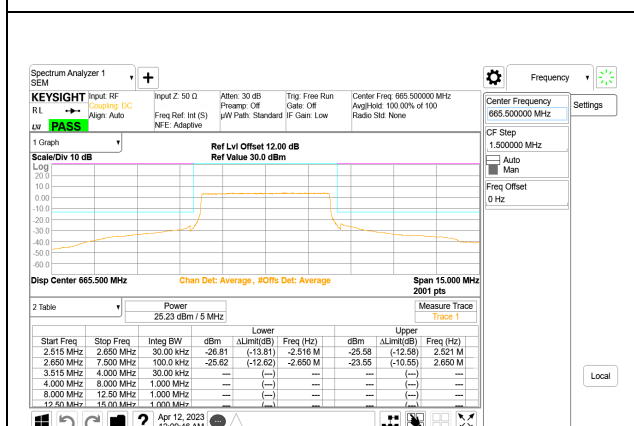 Spectrum Analyzer 1
SEM
Frequency
KEYSIGHT
RL
PASS
Input: RF
Coupling: DC
Align: Auto
Input Z: 50 Ω
Freq Ref: Int (S)
NFE: Adaptive
Atten: 30 dB
Preamp: Off
µW Path: Standard
Trig: Free Run
Gate: Off
IF Gain: Low
Center Freq: 665.500000 MHz
Avg|Hold: 100.00% of 100
Radio Std: None
Center Frequency
665.500000 MHz
Settings
CF Step
1.500000 MHz
Auto
Man
Freq Offset
0 Hz
1 Graph
Scale/Div 10 dB
Ref Lvl Offset 12.00 dB
Ref Value 30.0 dBm
Log
20.0
10.0
0.00
-10.0
-20.0
-30.0
-40.0
-50.0
-60.0
Disp Center 665.500 MHz
Chan Det: Average, #Offs Det: Average
Span 15.000 MHz
2001 pts
2 Table
Power
25.23 dBm / 5 MHz
Measure Trace
Trace 1
Lower Upper
Start Freq Stop Freq Integ BW dBm ΔLimit(dB) Freq (Hz) dBm ΔLimit(dB) Freq (Hz)
2.515 MHz 2.650 MHz 30.00 kHz -26.81 (-13.81) -2.516 M -25.58 (-12.58) 2.521 M
2.650 MHz 7.500 MHz 100.0 kHz -25.62 (-12.62) -2.650 M -23.55 (-10.55) 2.650 M
3.515 MHz 4.000 MHz 30.00 kHz --- (---) --- (---)
4.000 MHz 8.000 MHz 1.000 MHz --- (---) --- (---)
8.000 MHz 12.50 MHz 1.000 MHz --- (---) --- (---)
12.50 MHz 15.00 MHz 1.000 MHz --- (---) --- (---)
Local
Apr 12, 2023